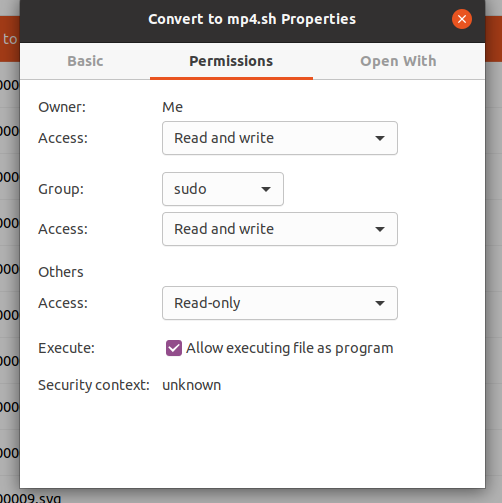 Convert to mp4.sh Properties
to
Basic Permissions Open With
Owner: Me
Access: Read and write
Group: sudo
Access: Read and write
Others
Access: Read-only
Execute: Allow executing file as program
Security context: unknown
00009.svg